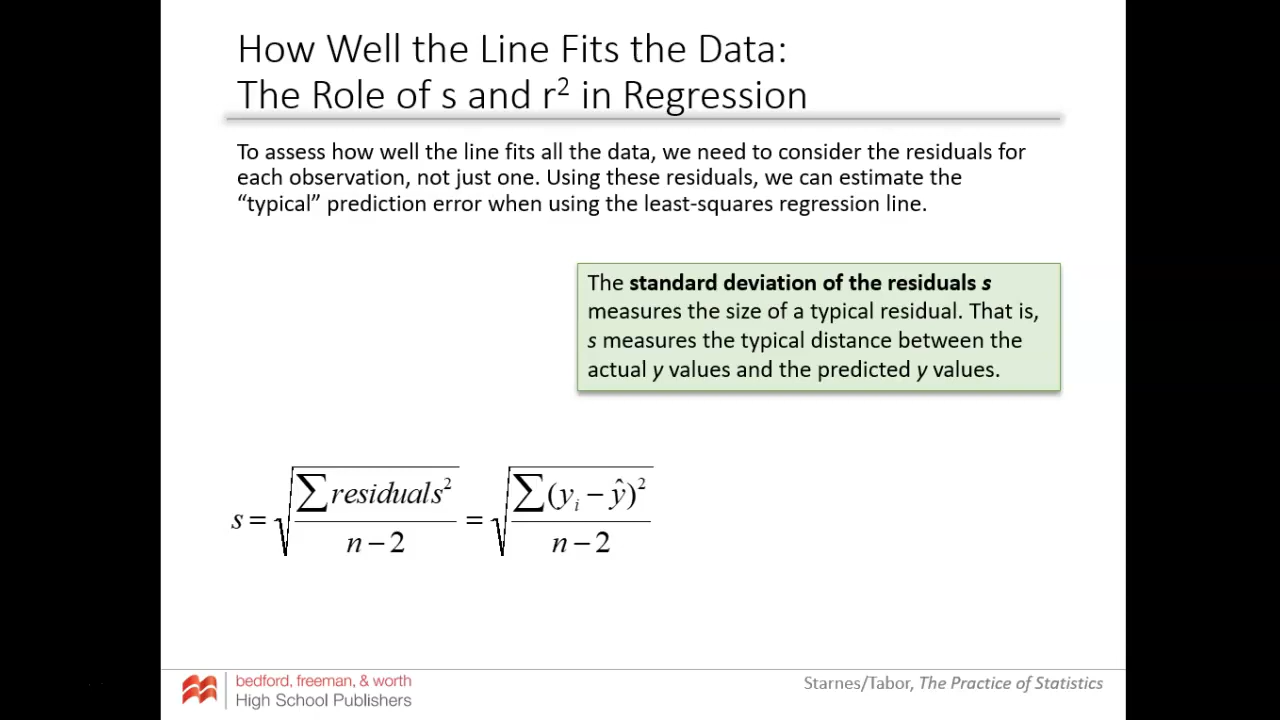 How Well the Line Fits the Data:
The Role of s and r² in Regression
To assess how well the line fits all the data, we need to consider the residuals for
each observation, not just one. Using these residuals, we can estimate the
“typical” prediction error when using the least-squares regression line.
The standard deviation of the residuals s
measures the size of a typical residual. That is,
s measures the typical distance between the
actual y values and the predicted y values.
s = √(∑residuals² / (n − 2)) = √(∑(yᵢ − ŷ)² / (n − 2))
bedford, freeman, & worth
High School Publishers
Starnes/Tabor, The Practice of Statistics